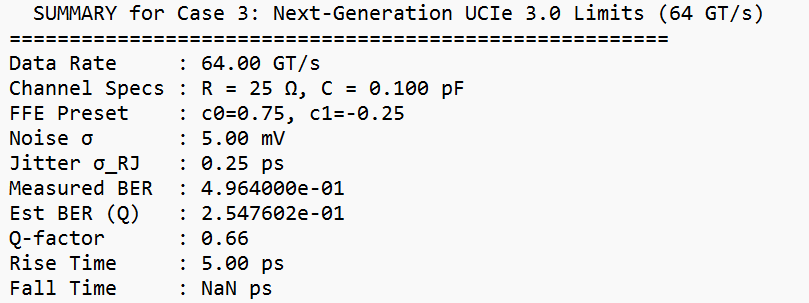 SUMMARY for Case 3: Next-Generation UCIe 3.0 Limits (64 GT/s)
=======================================================
Data Rate     : 64.00 GT/s
Channel Specs : R = 25 Ω, C = 0.100 pF
FFE Preset    : c0=0.75, c1=-0.25
Noise σ       : 5.00 mV
Jitter σ_RJ   : 0.25 ps
Measured BER  : 4.964000e-01
Est BER (Q)   : 2.547602e-01
Q-factor      : 0.66
Rise Time     : 5.00 ps
Fall Time     : NaN ps